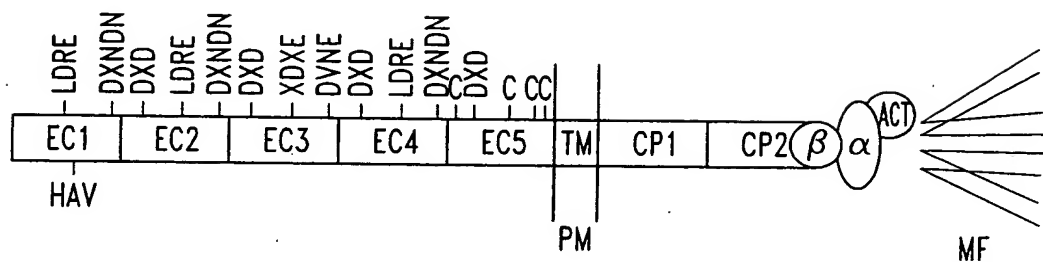 LDRE DXNDN DXD LDRE DXNDN DXD XDXE DVNE DXD LDRE DXNDN C DXD C CC
EC1 EC2 EC3 EC4 EC5 TM CP1 CP2 β α ACT
HAV
PM
MF